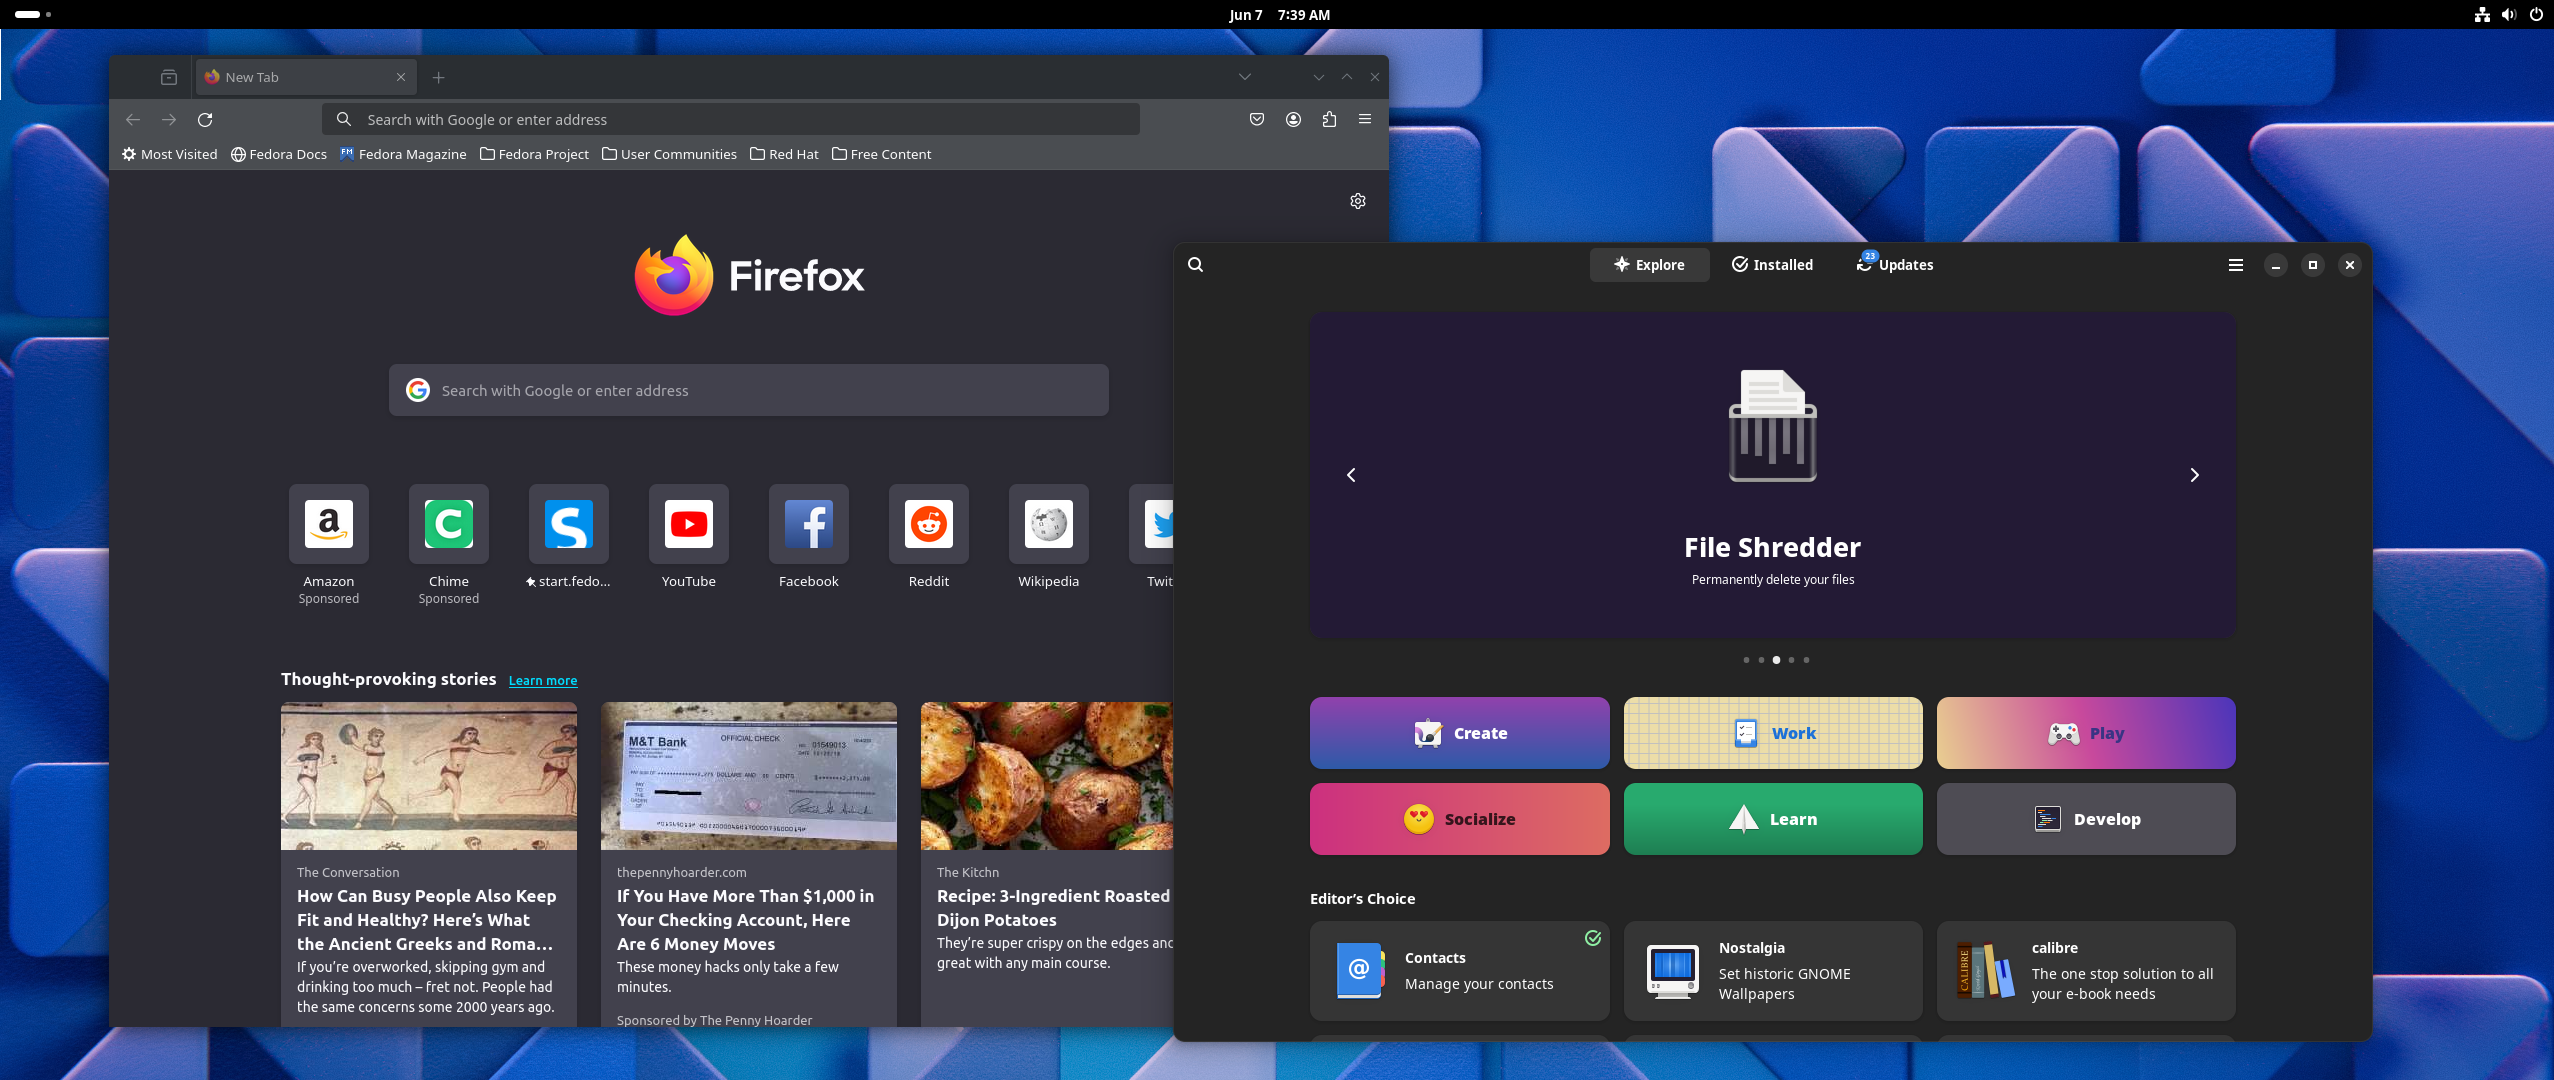 Jun 7 7:39 AM
New Tab
Search with Google or enter address
Most Visited Fedora Docs Fedora Magazine Fedora Project User Communities Red Hat Free Content
Firefox
Search with Google or enter address
Amazon
Sponsored
Chime
Sponsored
start.fedo...
YouTube
Facebook
Reddit
Wikipedia
Twit
Thought-provoking stories Learn more
M&T Bank
OFFICIAL CHECK
01549013
The Conversation
How Can Busy People Also Keep
Fit and Healthy? Here’s What
the Ancient Greeks and Roma...
If you’re overworked, skipping gym and
drinking too much – fret not. People had
the same concerns some 2000 years ago.
thepennyhoarder.com
If You Have More Than $1,000 in
Your Checking Account, Here
Are 6 Money Moves
These money hacks only take a few
minutes.
Sponsored by The Penny Hoarder
The Kitchn
Recipe: 3-Ingredient Roasted
Dijon Potatoes
They’re super crispy on the edges and
great with any main course.
Explore Installed 23 Updates
File Shredder
Permanently delete your files
Create Work Play
Socialize Learn Develop
Editor’s Choice
Contacts
Manage your contacts
Nostalgia
Set historic GNOME
Wallpapers
CALIBRE
calibre
The one stop solution to all
your e-book needs